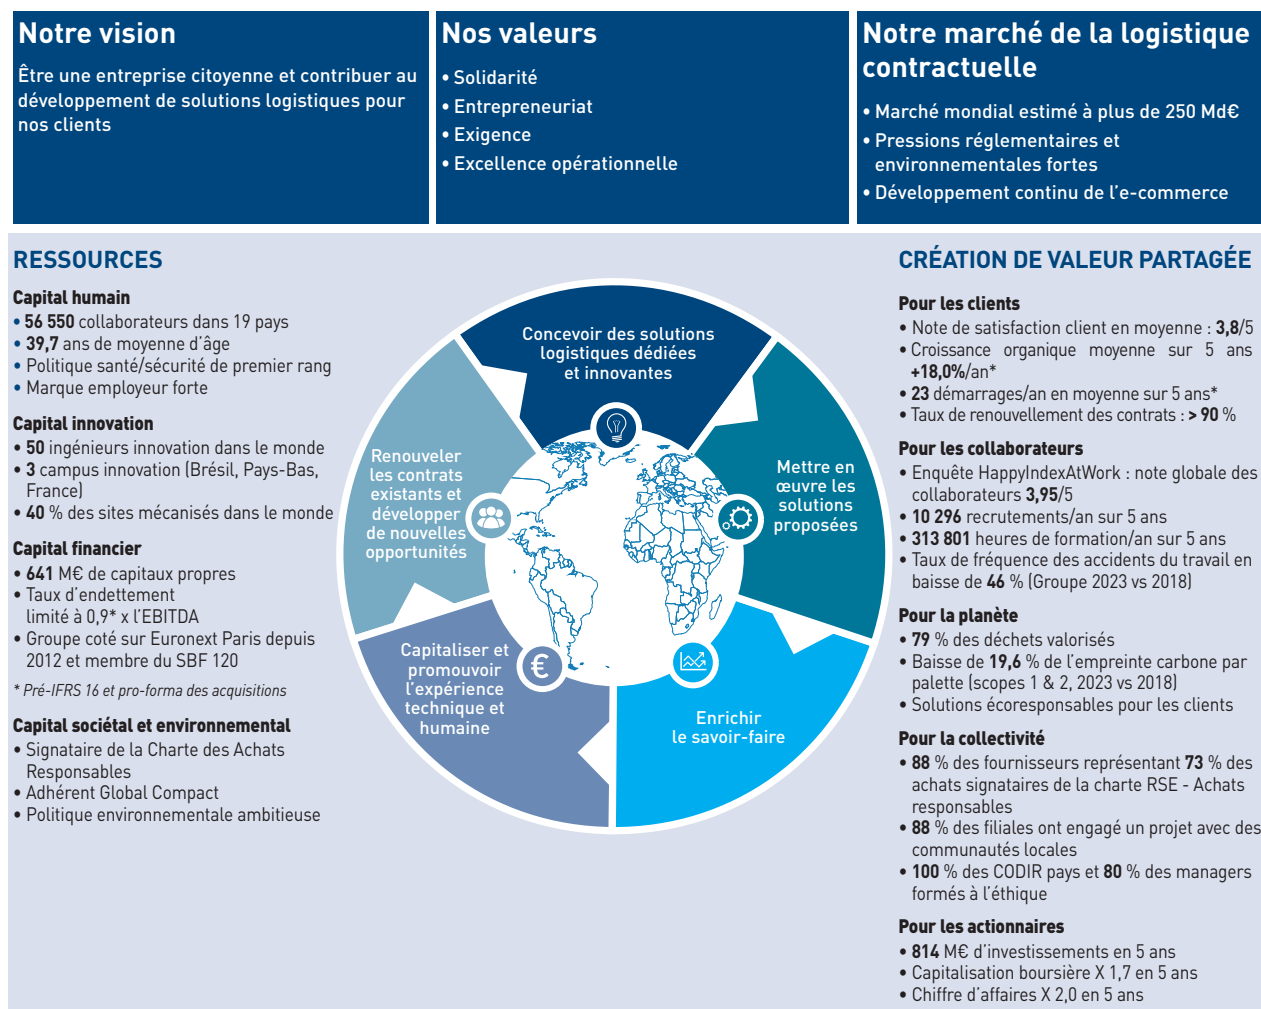 Notre vision
Être une entreprise citoyenne et contribuer au
développement de solutions logistiques pour
nos clients
Nos valeurs
• Solidarité
• Entrepreneuriat
• Exigence
• Excellence opérationnelle
Notre marché de la logistique
contractuelle
• Marché mondial estimé à plus de 250 Md€
• Pressions réglementaires et
environnementales fortes
• Développement continu de l'e-commerce
RESSOURCES
Capital humain
• 56 550 collaborateurs dans 19 pays
• 39,7 ans de moyenne d'âge
• Politique santé/sécurité de premier rang
• Marque employeur forte
Capital innovation
• 50 ingénieurs innovation dans le monde
• 3 campus innovation (Brésil, Pays-Bas,
France)
• 40 % des sites mécanisés dans le monde
Capital financier
• 641 M€ de capitaux propres
• Taux d'endettement
limité à 0,9* x l'EBITDA
• Groupe coté sur Euronext Paris depuis
2012 et membre du SBF 120
* Pré-IFRS 16 et pro-forma des acquisitions
Capital sociétal et environnemental
• Signataire de la Charte des Achats
Responsables
• Adhérent Global Compact
• Politique environnementale ambitieuse
Concevoir des solutions
logistiques dédiées
et innovantes
Mettre en
œuvre les
solutions
proposées
Enrichir
le savoir-faire
Capitaliser et
promouvoir
l'expérience
technique et
humaine
€
Renouveler
les contrats
existants et
développer
de nouvelles
opportunités
CRÉATION DE VALEUR PARTAGÉE
Pour les clients
• Note de satisfaction client en moyenne : 3,8/5
• Croissance organique moyenne sur 5 ans
+18,0%/an*
• 23 démarrages/an en moyenne sur 5 ans*
• Taux de renouvellement des contrats : > 90 %
Pour les collaborateurs
• Enquête HappyIndexAtWork : note globale des
collaborateurs 3,95/5
• 10 296 recrutements/an sur 5 ans
• 313 801 heures de formation/an sur 5 ans
• Taux de fréquence des accidents du travail en
baisse de 46 % (Groupe 2023 vs 2018)
Pour la planète
• 79 % des déchets valorisés
• Baisse de 19,6 % de l'empreinte carbone par
palette (scopes 1 & 2, 2023 vs 2018)
• Solutions écoresponsables pour les clients
Pour la collectivité
• 88 % des fournisseurs représentant 73 % des
achats signataires de la charte RSE - Achats
responsables
• 88 % des filiales ont engagé un projet avec des
communautés locales
• 100 % des CODIR pays et 80 % des managers
formés à l'éthique
Pour les actionnaires
• 814 M€ d'investissements en 5 ans
• Capitalisation boursière X 1,7 en 5 ans
• Chiffre d'affaires X 2,0 en 5 ans